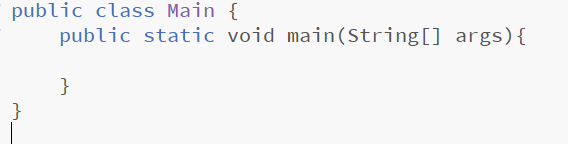 public class Main {
    public static void main(String[] args){

    }
}